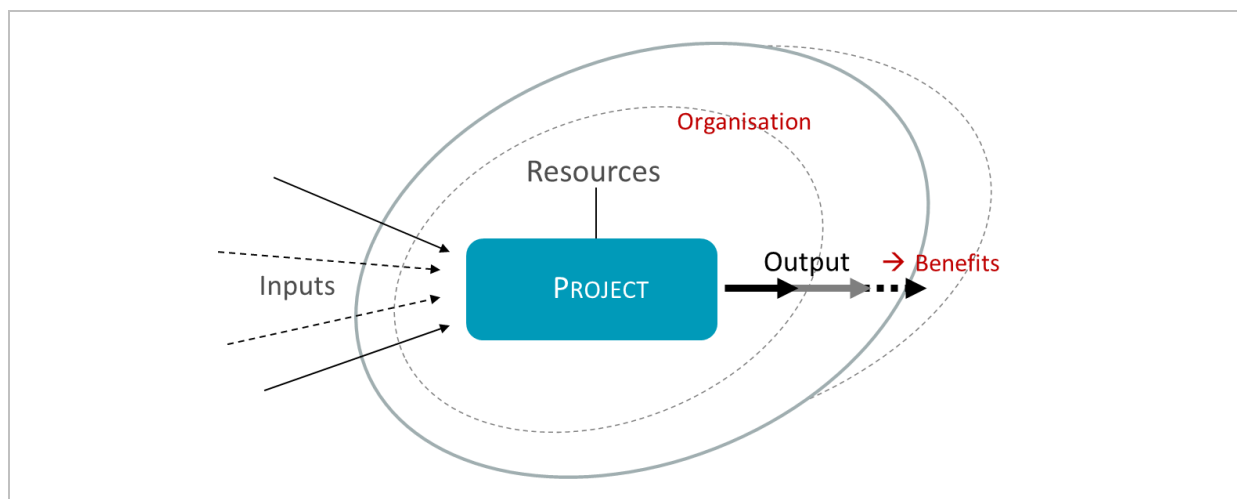 Organisation
Resources
Inputs
PROJECT
Output
→ Benefits